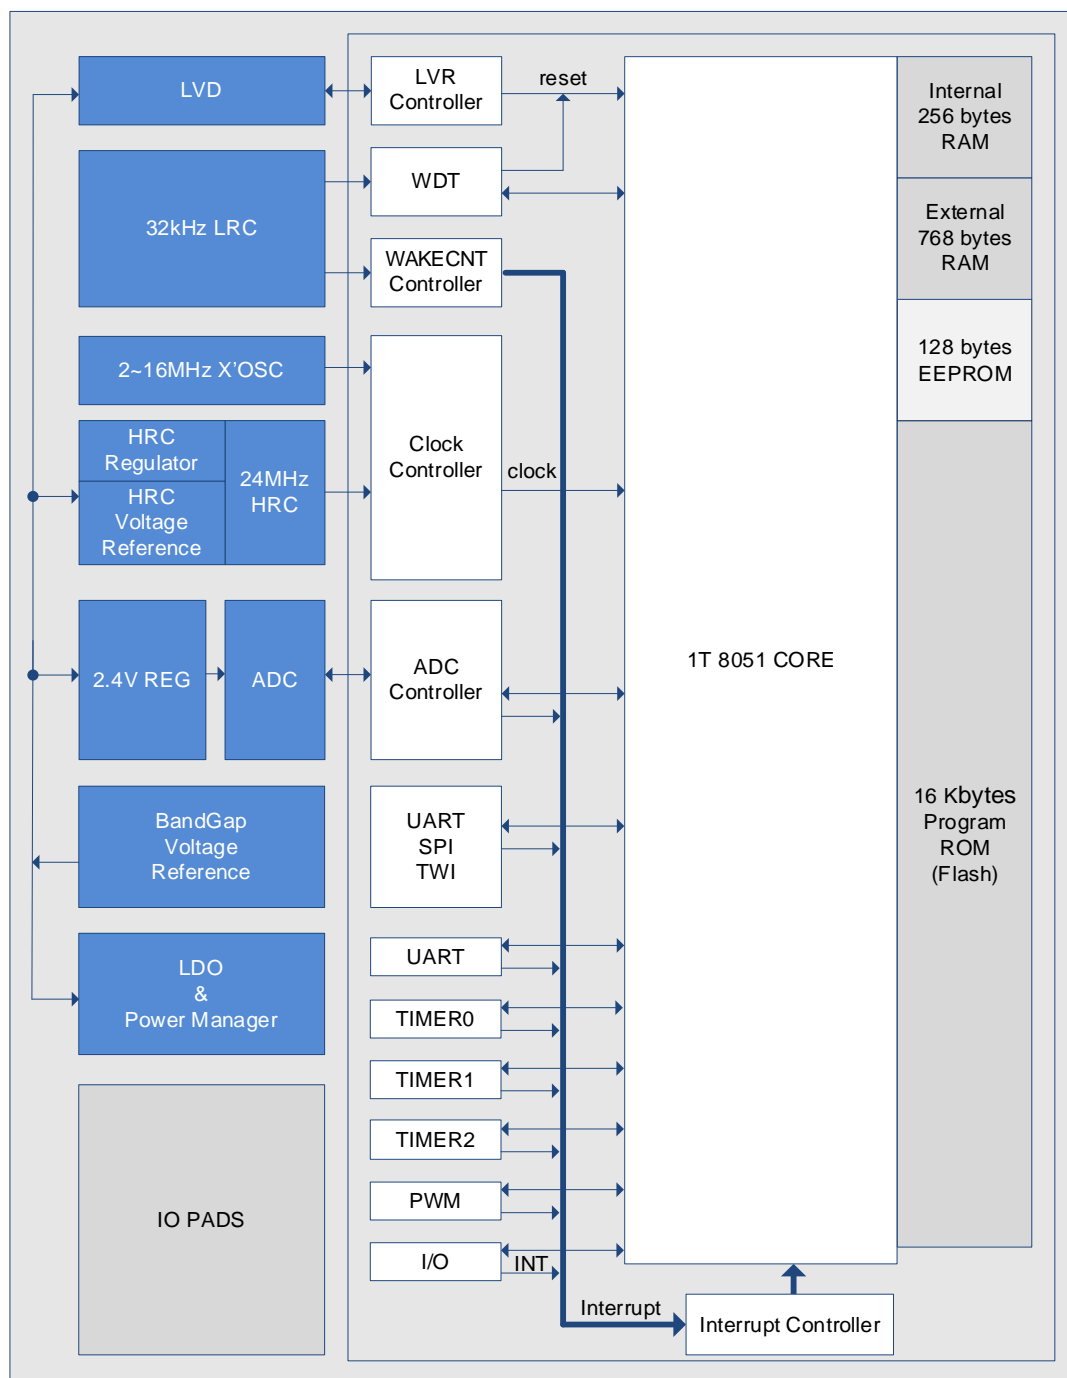 LVD
LVR
Controller
reset
Internal
256 bytes
RAM
32kHz LRC
WDT
External
768 bytes
RAM
WAKECNT
Controller
2~16MHz X'OSC
128 bytes
EEPROM
HRC
Regulator
HRC
Voltage
Reference
24MHz
HRC
Clock
Controller
clock
2.4V REG
ADC
ADC
Controller
1T 8051 CORE
BandGap
Voltage
Reference
UART
SPI
TWI
16 Kbytes
Program
ROM
(Flash)
LDO
&
Power Manager
UART
TIMER0
TIMER1
TIMER2
PWM
IO PADS
I/O
INT
Interrupt
Interrupt Controller